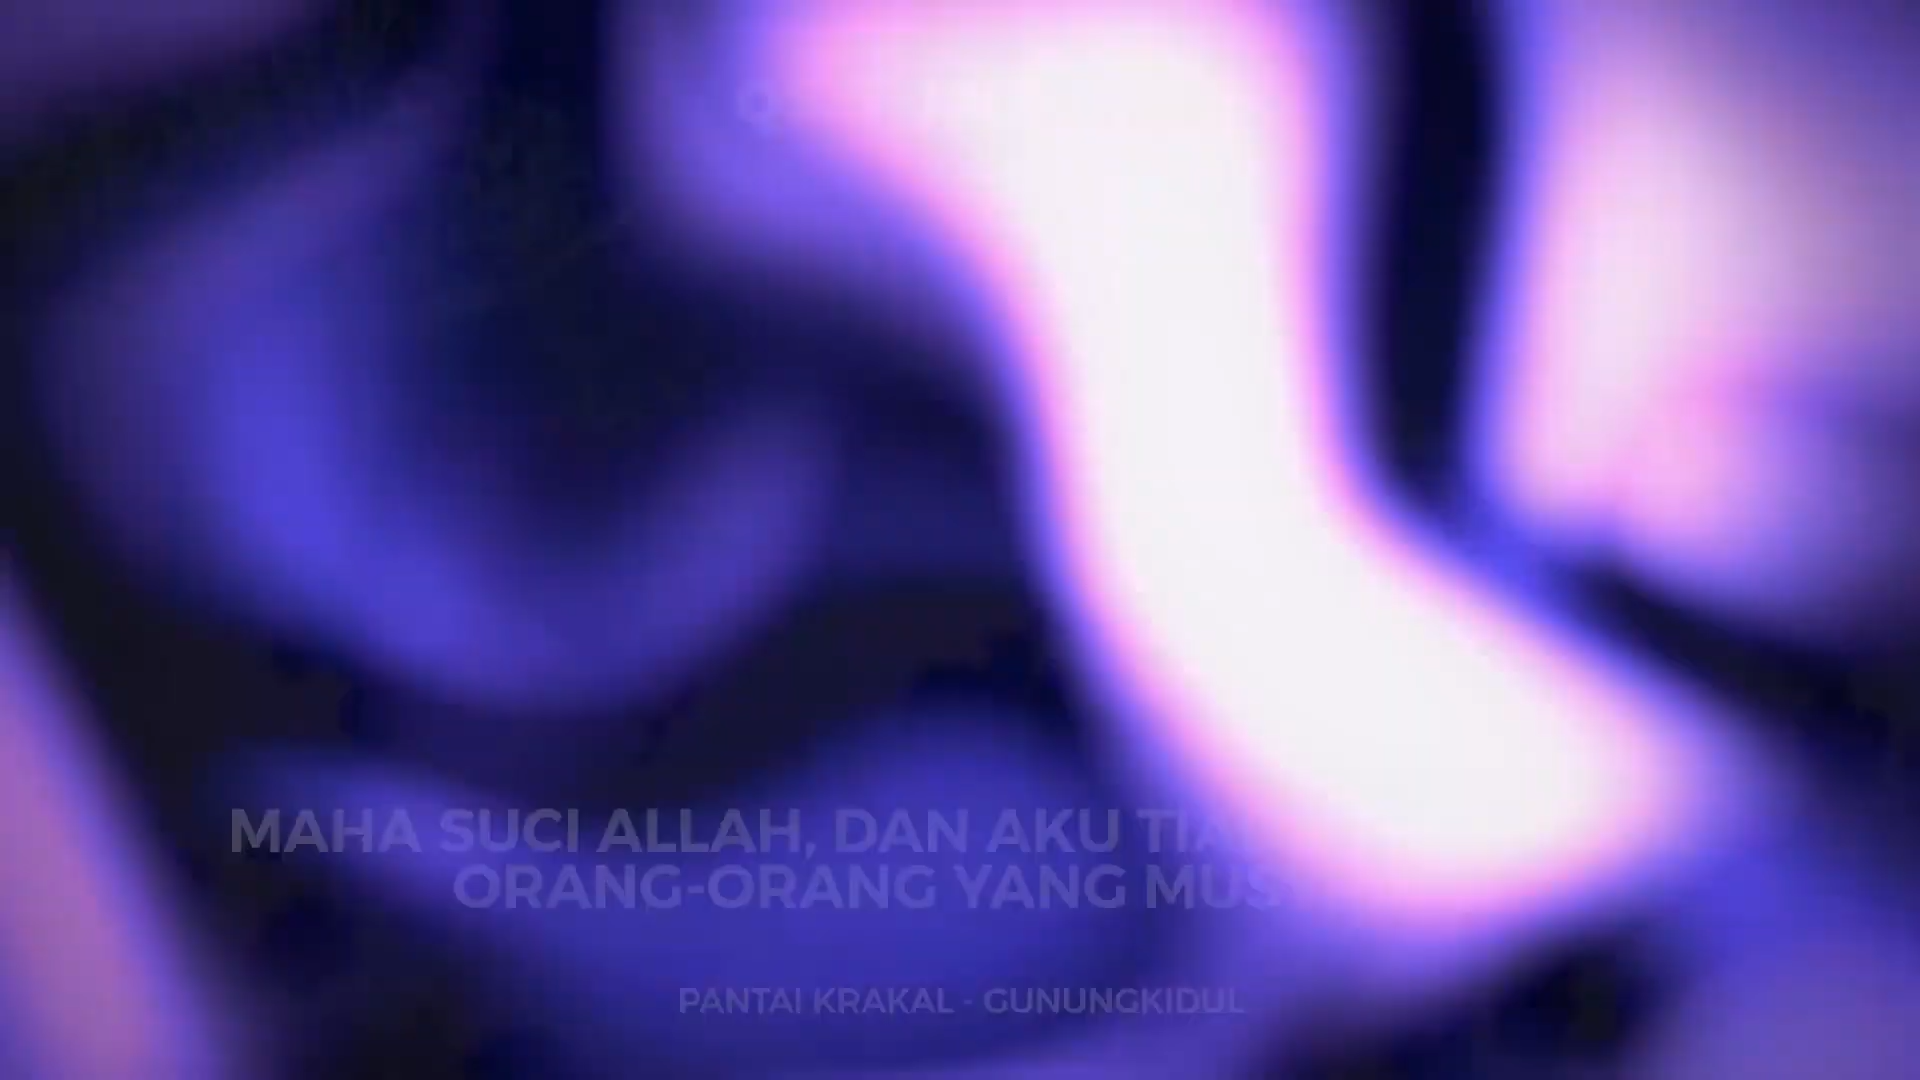 MAHA SUCI ALLAH, DAN AKU
ORANG-ORANG YANG
PANTAI KRAKAL - GUNUNGKIDUL